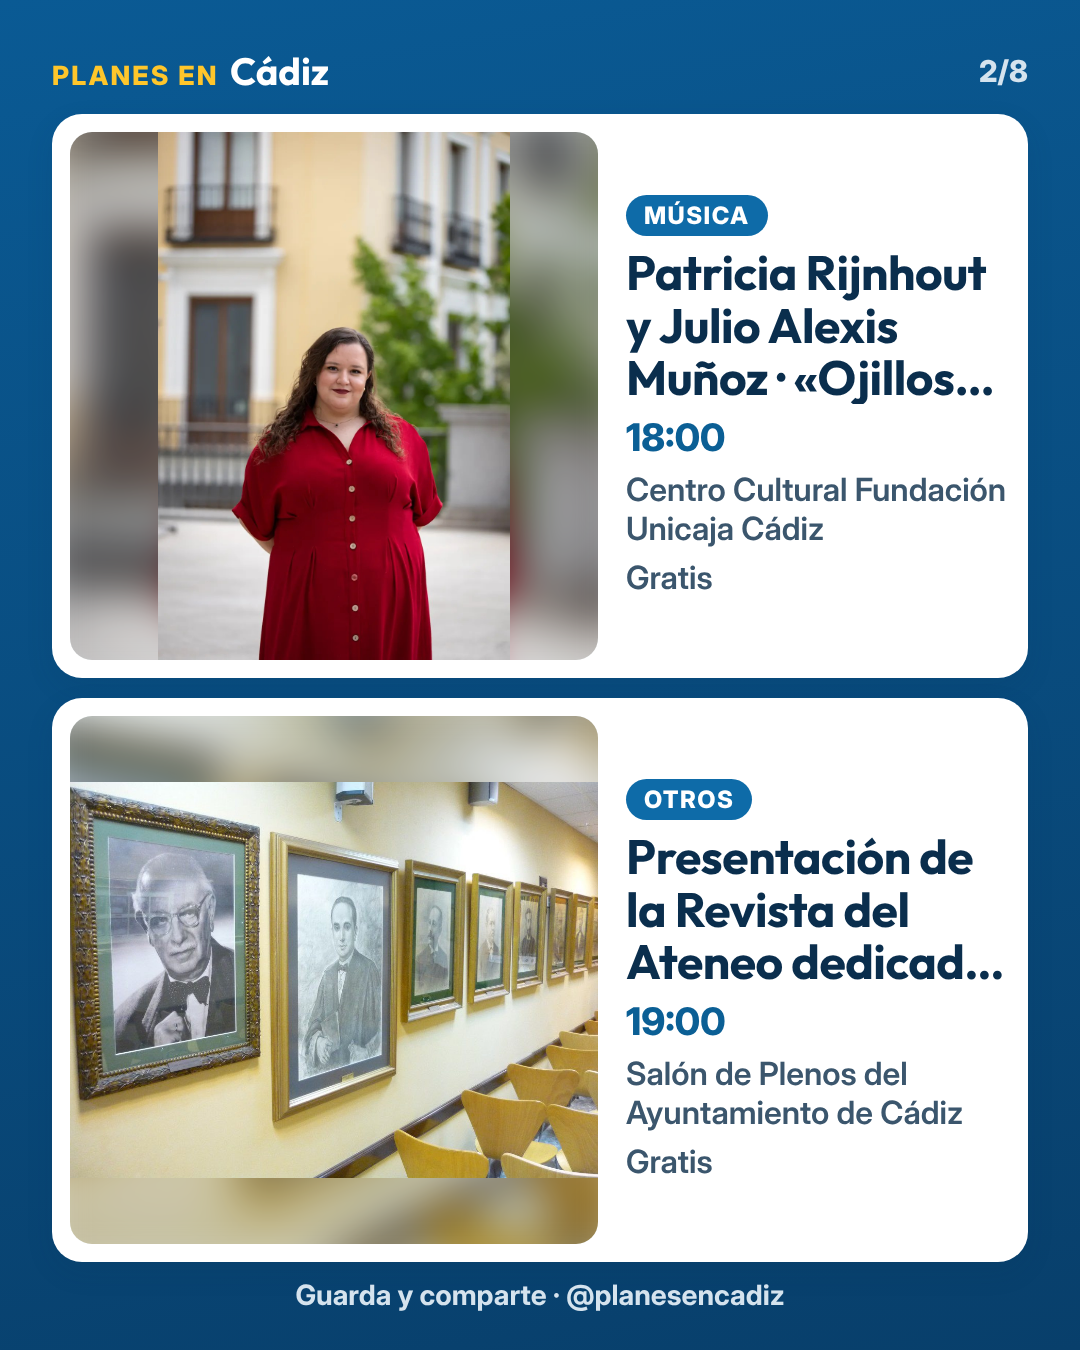 PLANES EN Cádiz
2/8
MÚSICA
Patricia Rijnhout
y Julio Alexis
Muñoz · «Ojillos...
18:00
Centro Cultural Fundación
Unicaja Cádiz
Gratis
OTROS
Presentación de
la Revista del
Ateneo dedicad...
19:00
Salón de Plenos del
Ayuntamiento de Cádiz
Gratis
Guarda y comparte · @planesencadiz